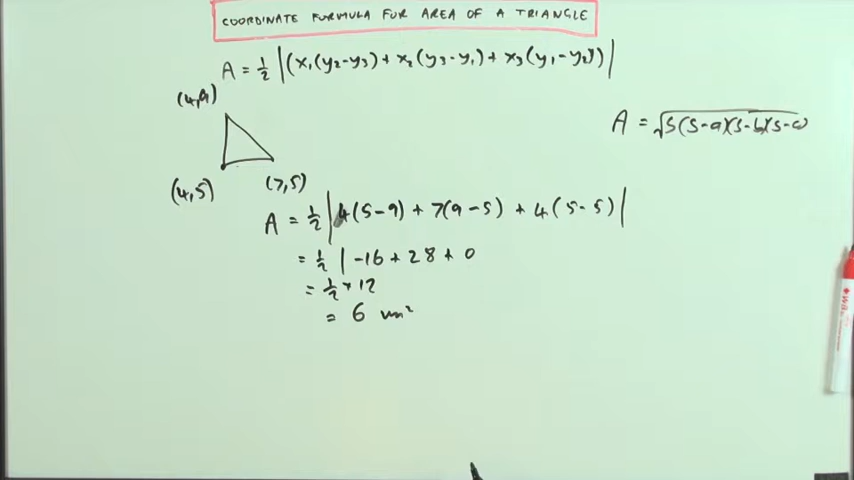 COORDINATE FORMULA FOR AREA OF A TRIANGLE
A = 1/2 |(x₁(y₂-y₃) + x₂(y₃-y₁) + x₃(y₁-y₂))|
(4,9)
A = √S(S-a)(S-b)(S-c)
(4,5)
(7,5)
A = 1/2 |4(5-9) + 7(9-5) + 4(5-5)|
= 1/2 | -16 + 28 + 0
= 1/2 × 12
= 6